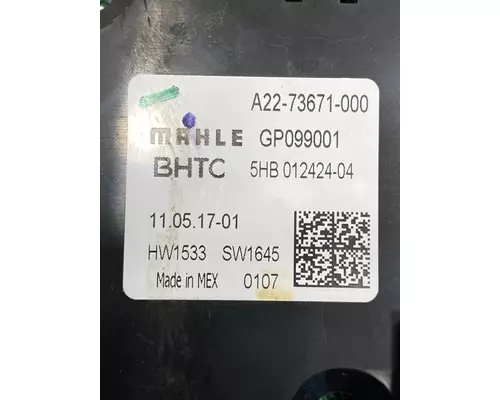 A22-73671-000
MAHLE GP099001
BHTC 5HB 012424-04
11.05.17-01
HW1533 SW1645
Made in MEX 0107